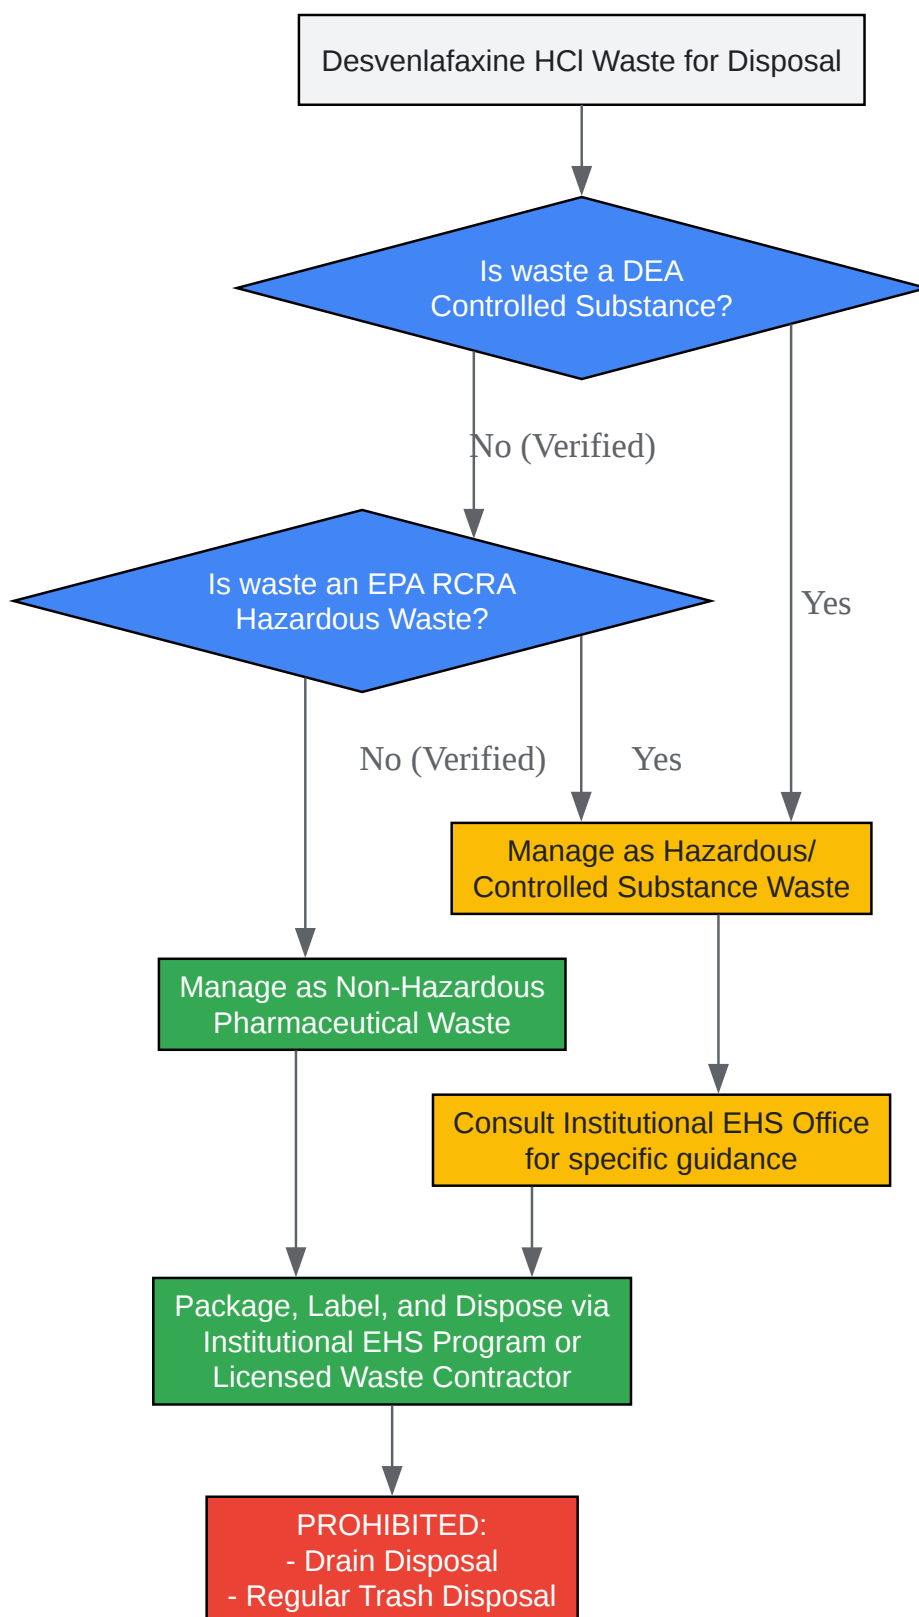 Desvenlafaxine HCl Waste for Disposal
Is waste a DEA
Controlled Substance?
No (Verified)
Is waste an EPA RCRA
Hazardous Waste?
Yes
No (Verified)
Yes
Manage as Hazardous/
Controlled Substance Waste
Manage as Non-Hazardous
Pharmaceutical Waste
Consult Institutional EHS Office
for specific guidance
Package, Label, and Dispose via
Institutional EHS Program or
Licensed Waste Contractor
PROHIBITED:
- Drain Disposal
- Regular Trash Disposal